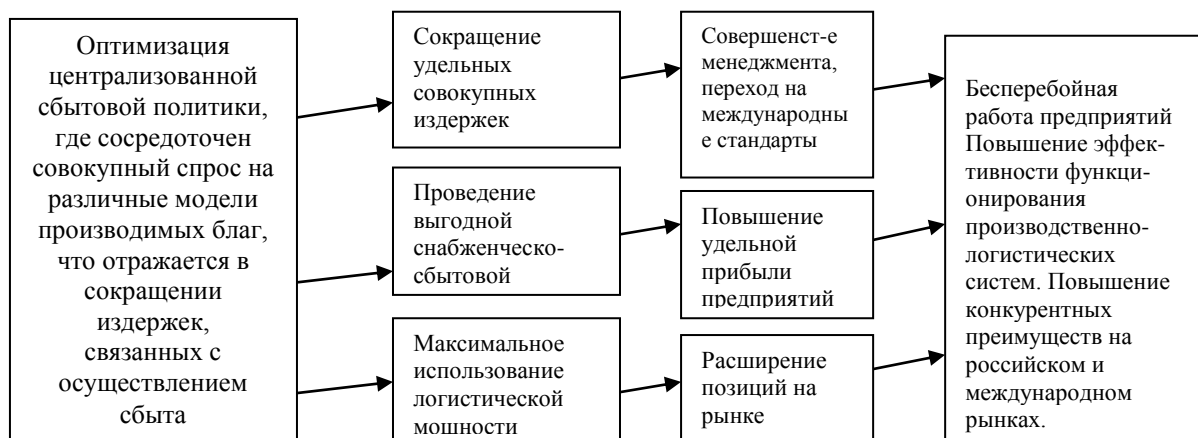 Оптимизация
централизованной
сбытовой политики,
где сосредоточен
совокупный спрос на
различные модели
производимых благ,
что отражается в
сокращении
издержек,
связанных с
осуществлением
сбыта
Сокращение
удельных
совокупных
издержек
Проведение
выгодной
снабженческо-
сбытовой
Максимальное
использование
логистической
мощности
Совершенст-е
менеджмента,
переход на
международны
е стандарты
Повышение
удельной
прибыли
предприятий
Расширение
позиций на
рынке
Бесперебойная
работа предприятий
Повышение эффек-
тивности функци-
онирования
производственно-
логистических
систем. Повышение
конкурентных
преимуществ на
российском и
международном
рынках.